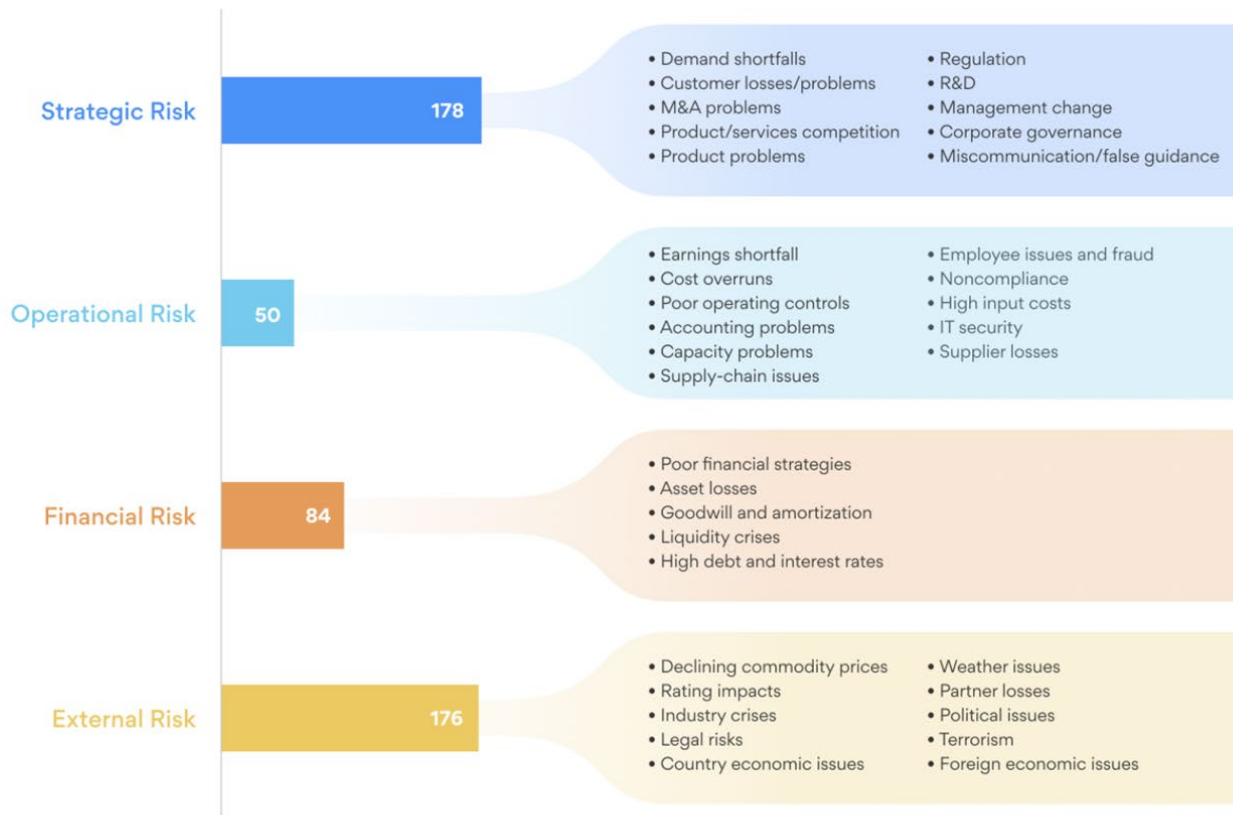 Strategic Risk
178
• Demand shortfalls
• Customer losses/problems
• M&A problems
• Product/services competition
• Product problems
• Regulation
• R&D
• Management change
• Corporate governance
• Miscommunication/false guidance
Operational Risk
50
• Earnings shortfall
• Cost overruns
• Poor operating controls
• Accounting problems
• Capacity problems
• Supply-chain issues
• Employee issues and fraud
• Noncompliance
• High input costs
• IT security
• Supplier losses
Financial Risk
84
• Poor financial strategies
• Asset losses
• Goodwill and amortization
• Liquidity crises
• High debt and interest rates
External Risk
176
• Declining commodity prices
• Rating impacts
• Industry crises
• Legal risks
• Country economic issues
• Weather issues
• Partner losses
• Political issues
• Terrorism
• Foreign economic issues